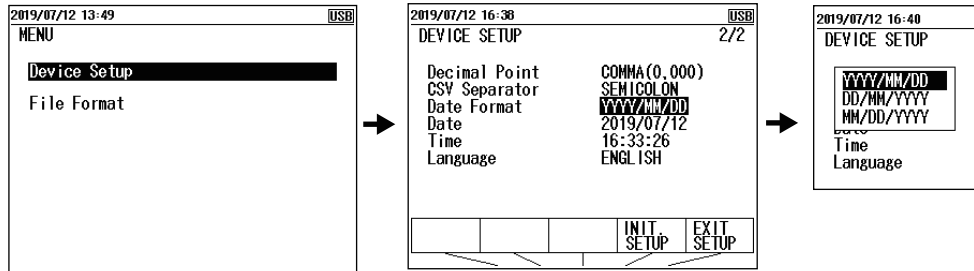 2019/07/12 13:49 USB
MENU
Device Setup
File Format
2019/07/12 16:38 USB
DEVICE SETUP 2/2
Decimal Point COMMA(0,000)
CSV Separator SEMICOLON
Date Format YYYY/MM/DD
Date 2019/07/12
Time 16:33:26
Language ENGLISH
INIT. SETUP EXIT SETUP
2019/07/12 16:40
DEVICE SETUP
YYYY/MM/DD
DD/MM/YYYY
MM/DD/YYYY
Time
Language